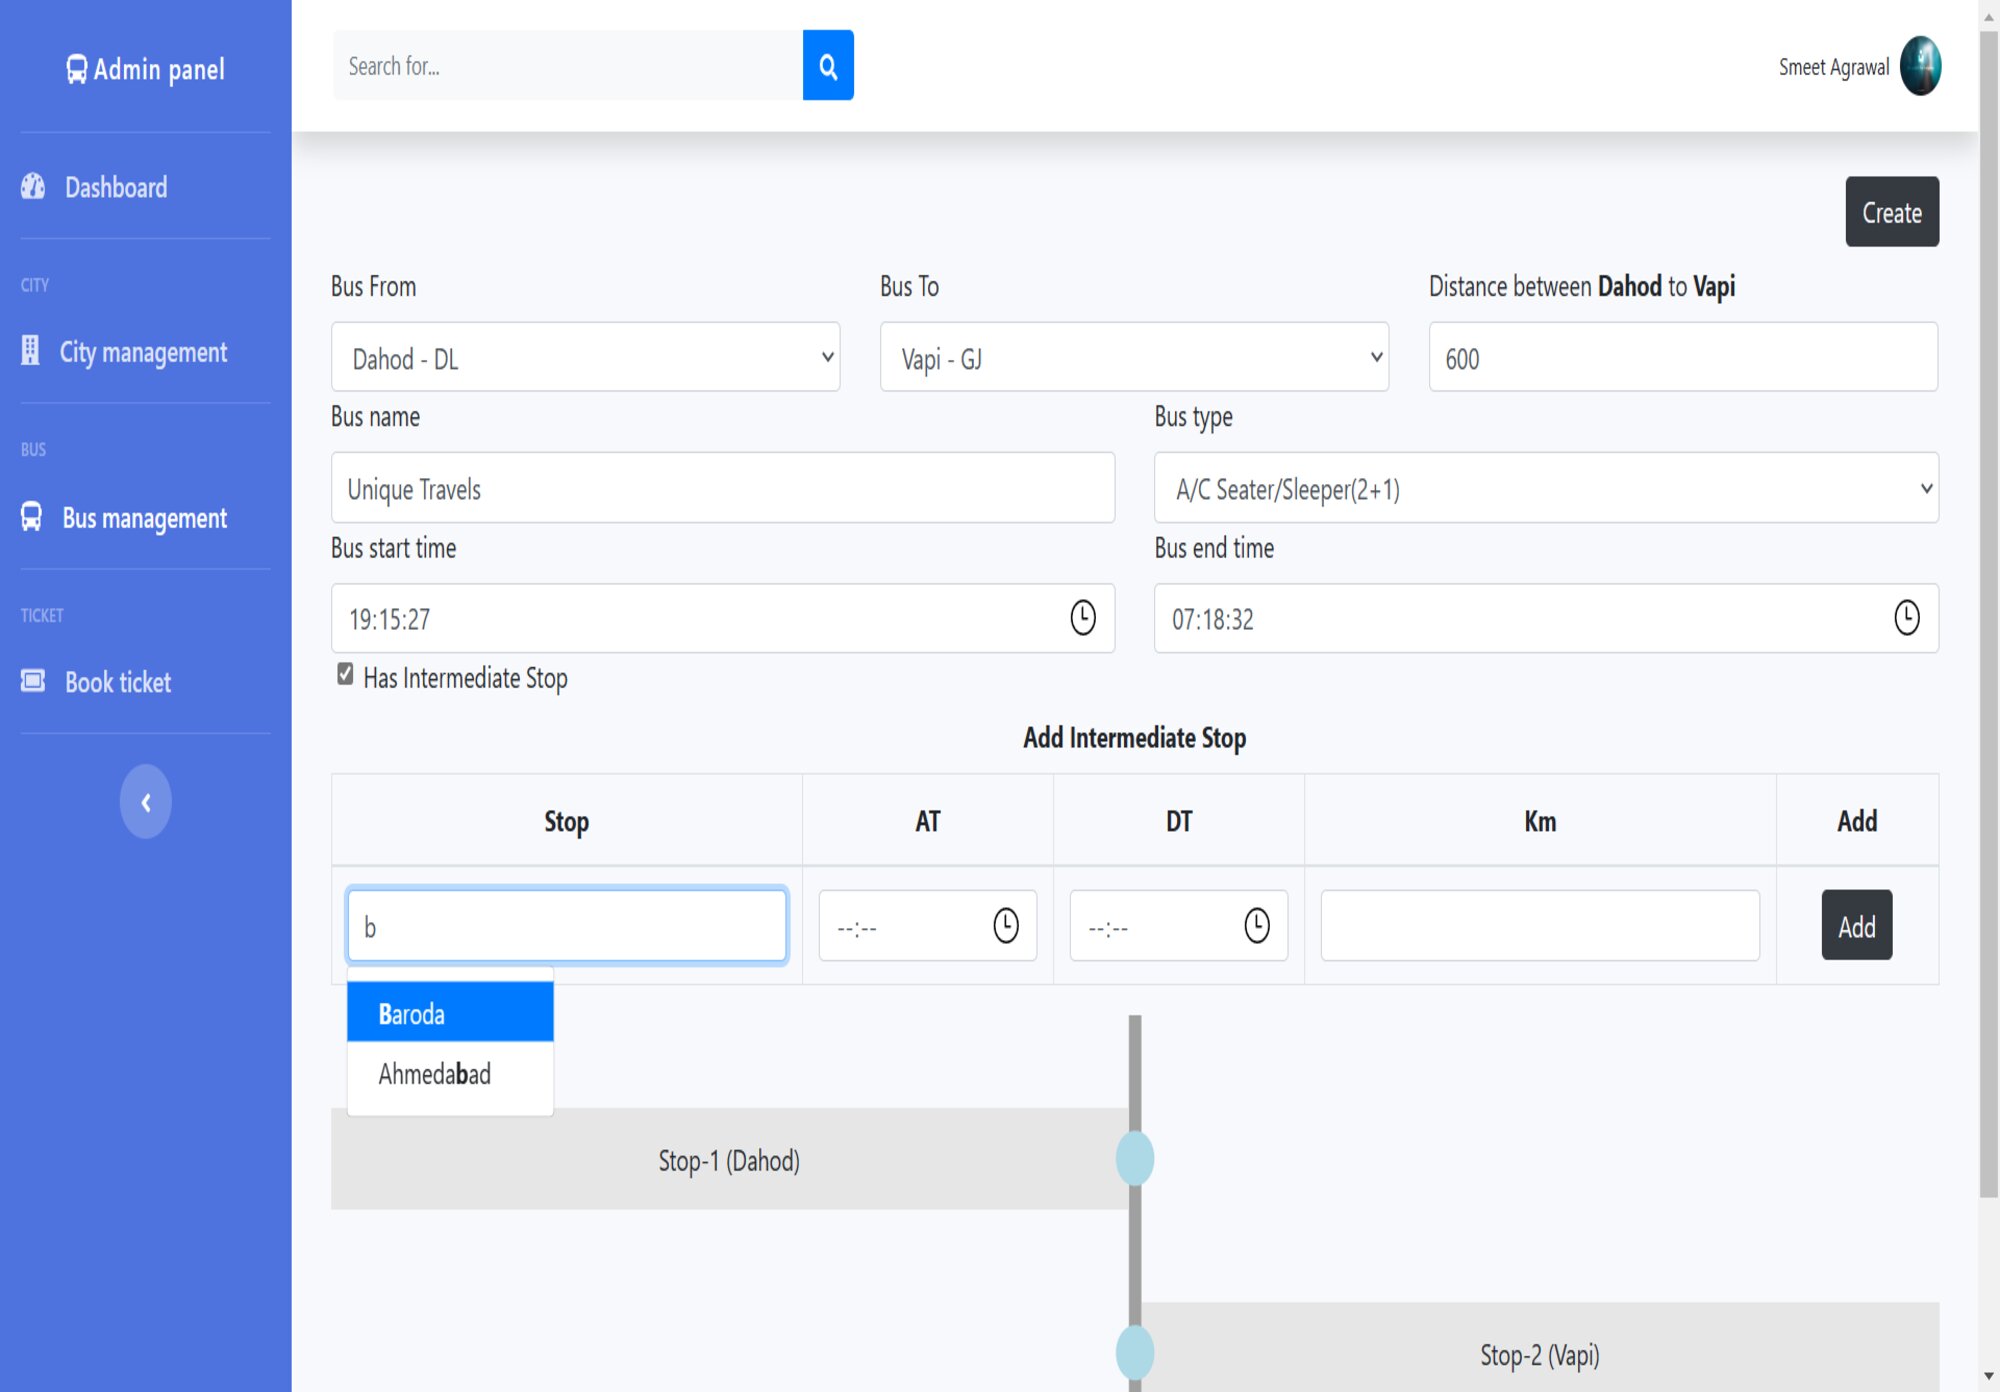 Admin panel
Search for...
Smeet Agrawal
Dashboard
Create
CITY
City management
BUS
Bus management
TICKET
Book ticket
Bus From
Bus To
Distance between Dahod to Vapi
Dahod - DL
Vapi - GJ
600
Bus name
Bus type
Unique Travels
A/C Seater/Sleeper(2+1)
Bus start time
Bus end time
19:15:27
07:18:32
Has Intermediate Stop
Add Intermediate Stop
Stop AT DT Km Add
b --:-- --:-- Add
Baroda
Ahmedabad
Stop-1 (Dahod)
Stop-2 (Vapi)